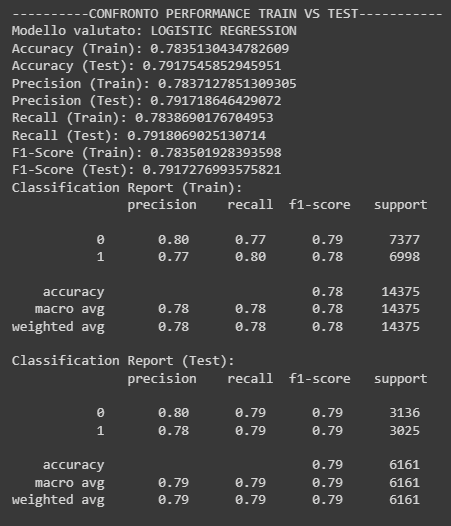 ----------CONFRONTO PERFORMANCE TRAIN VS TEST-----------
Modello valutato: LOGISTIC REGRESSION
Accuracy (Train): 0.7835130434782609
Accuracy (Test): 0.7917545852945951
Precision (Train): 0.7837127851309305
Precision (Test): 0.791718646429072
Recall (Train): 0.7838690176704953
Recall (Test): 0.7918069025130714
F1-Score (Train): 0.783501928393598
F1-Score (Test): 0.7917276993575821
Classification Report (Train):
precision recall f1-score support
0 0.80 0.77 0.79 7377
1 0.77 0.80 0.78 6998
accuracy 0.78 14375
macro avg 0.78 0.78 0.78 14375
weighted avg 0.78 0.78 0.78 14375
Classification Report (Test):
precision recall f1-score support
0 0.80 0.79 0.79 3136
1 0.78 0.79 0.79 3025
accuracy 0.79 6161
macro avg 0.79 0.79 0.79 6161
weighted avg 0.79 0.79 0.79 6161